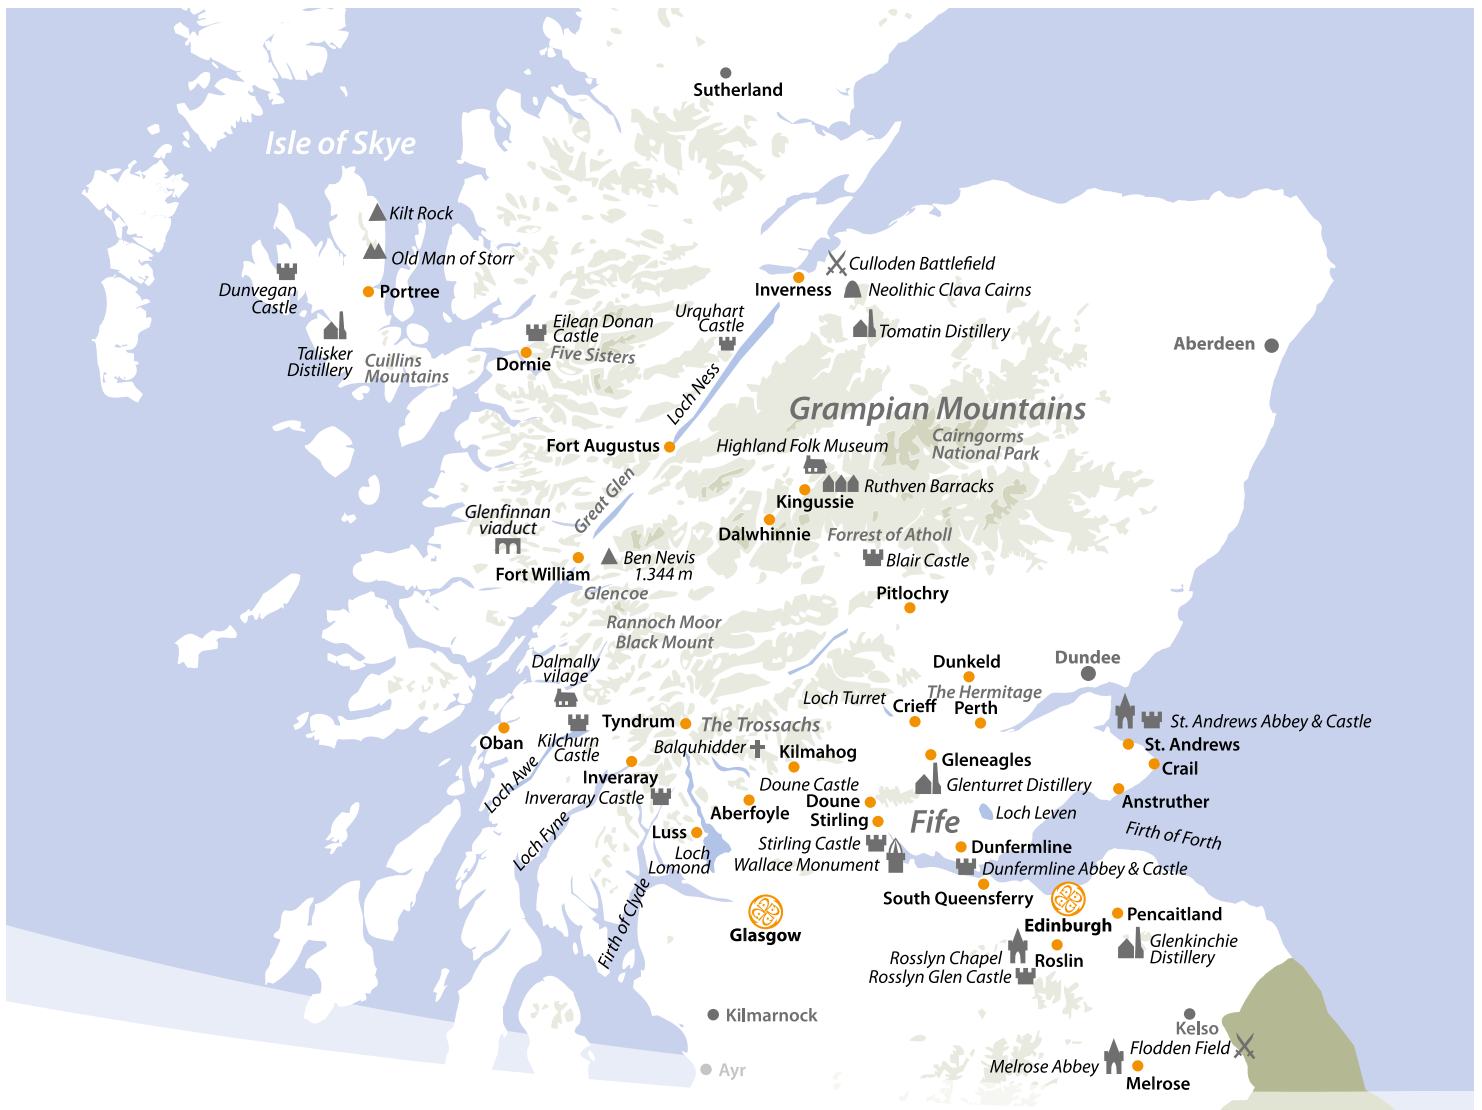 Sutherland
Isle of Skye
Kilt Rock
Old Man of Storr
Dunvegan
Castle
Portree
Talisker
Distillery
Cuillins
Mountains
Eilean Donan
Castle
Five Sisters
Dornie
Urquhart
Castle
Inverness
Culloden Battlefield
Neolithic Clava Cairns
Tomatin Distillery
Aberdeen
Loch Ness
Grampian Mountains
Cairngorms
National Park
Fort Augustus
Highland Folk Museum
Ruthven Barracks
Kingussie
Great Glen
Glenfinnan
viaduct
Dalwhinnie
Forrest of Atholl
Blair Castle
Fort William
Ben Nevis
1.344 m
Glencoe
Pitlochry
Rannoch Moor
Black Mount
Dalmally
vilage
Dunkeld
Dundee
The Hermitage
Loch Turret
Crieff
Perth
St. Andrews Abbey & Castle
St. Andrews
Crail
Anstruther
Oban
Kilchurn
Castle
Tyndrum
The Trossachs
Balquhidder
Kilmahog
Gleneagles
Glenturret Distillery
Loch Awe
Inveraray
Inveraray Castle
Doune Castle
Aberfoyle
Doune
Stirling
Fife
Loch Leven
Firth of Forth
Loch Fyne
Luss
Loch
Lomond
Stirling Castle
Wallace Monument
Dunfermline
Dunfermline Abbey & Castle
South Queensferry
Firth of Clyde
Glasgow
Edinburgh
Pencaitland
Glenkinchie
Distillery
Rosslyn Chapel
Roslin
Rosslyn Glen Castle
Kilmarnock
Kelso
Flodden Field
Ayr
Melrose Abbey
Melrose